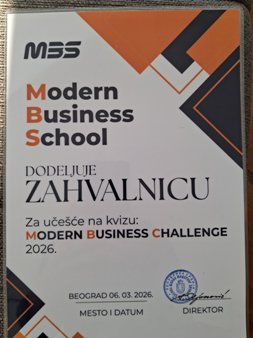 MBS
Modern
Business
School
DODELJUJE
ZAHVALNICU
Za učešće na kvizu:
MODERN BUSINESS CHALLENGE
2026.
BEOGRAD 06. 03. 2026.
MESTO I DATUM
DIREKTOR